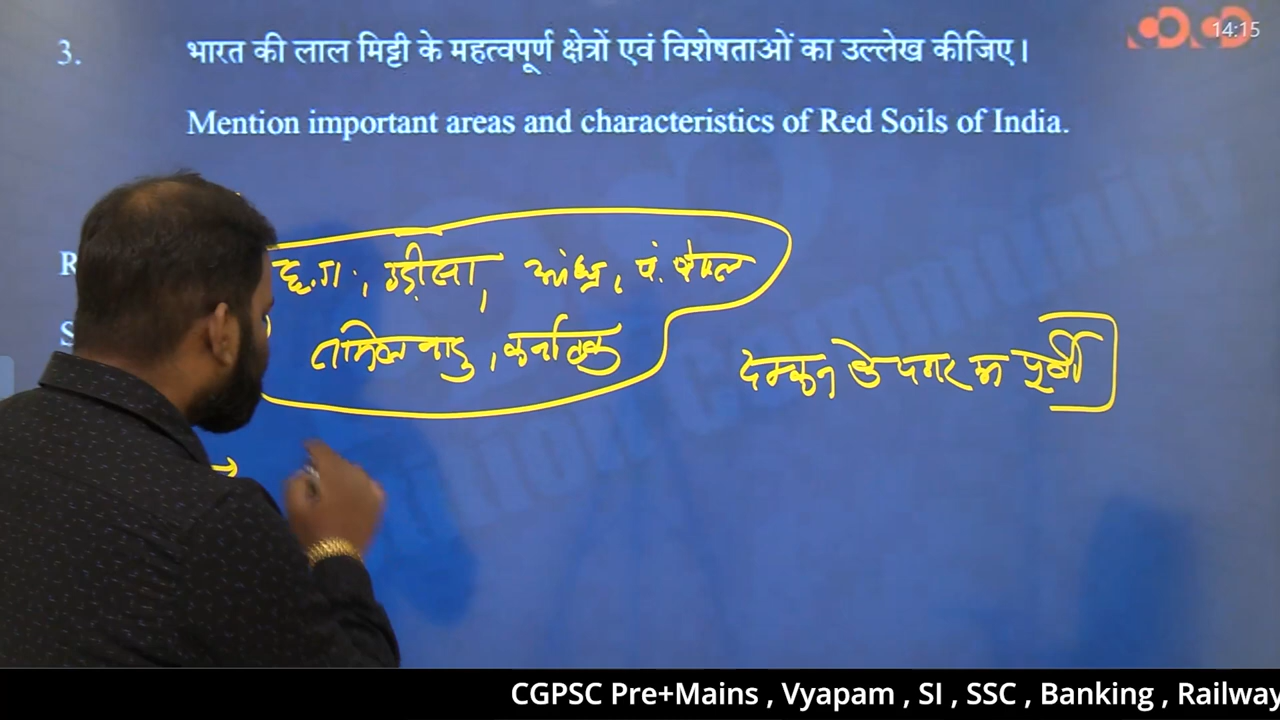 14:15
3. भारत की लाल मिट्टी के महत्वपूर्ण क्षेत्रों एवं विशेषताओं का उल्लेख कीजिए।
Mention important areas and characteristics of Red Soils of India.
R
छ.ग., उड़ीसा, आंध्र, पं. बंगाल
S
तमिलनाडु, कर्नाटक
दक्कन के पठार का पूर्वी
CGPSC Pre+Mains , Vyapam , SI , SSC , Banking , Railway